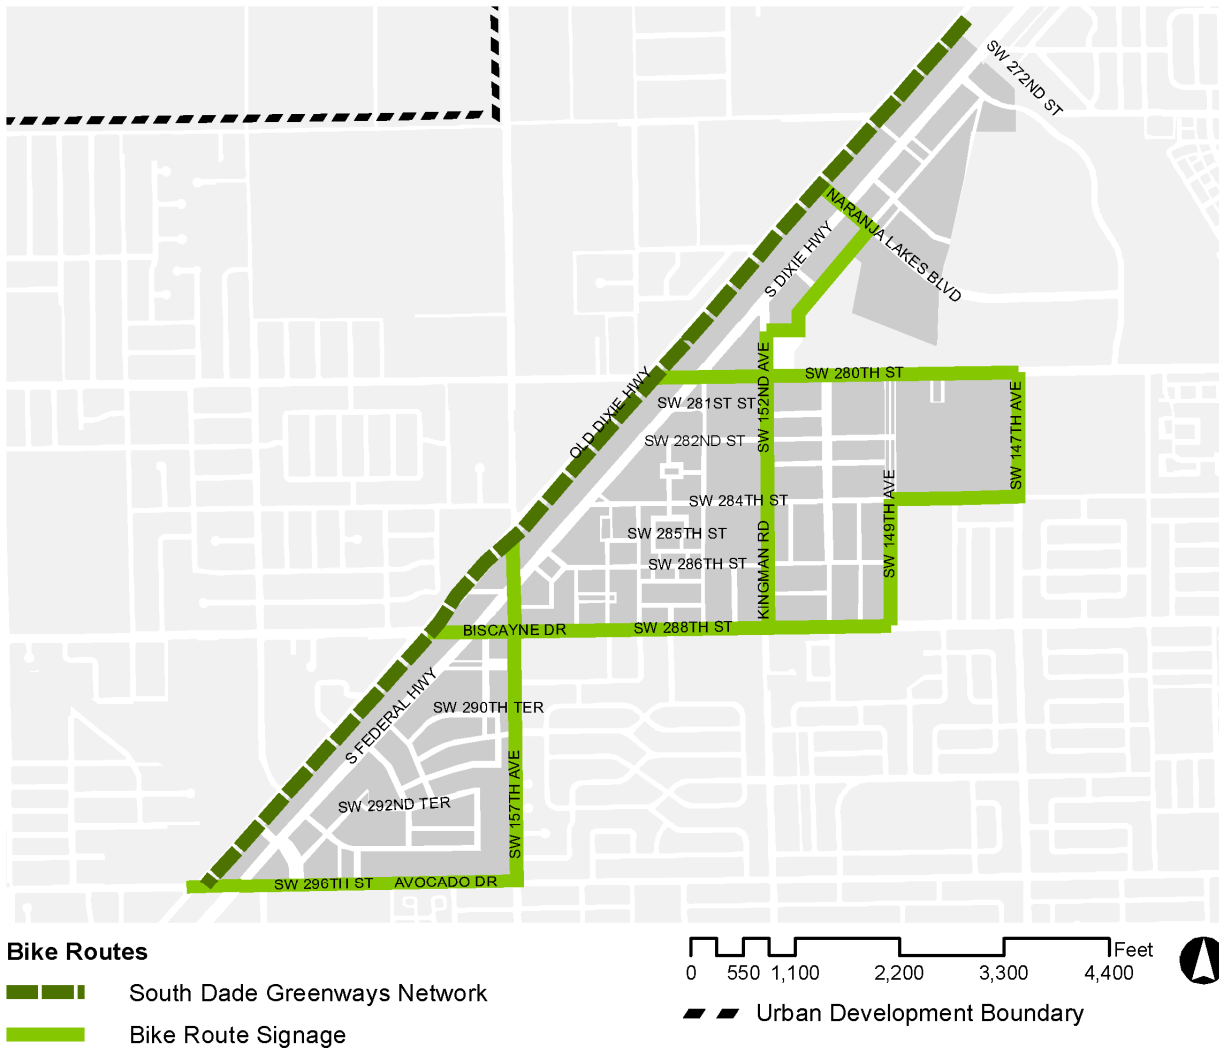 SW 272ND ST
NARANJA LAKES BLVD
S DIXIE HWY
OLD DIXIE HWY
SW 280TH ST
SW 152ND AVE
SW 281ST ST
SW 147TH AVE
SW 282ND ST
SW 284TH ST
SW 149TH AVE
SW 285TH ST
KINGMAN RD
SW 286TH ST
BISCAYNE DR
SW 288TH ST
S FEDERAL HWY
SW 290TH TER
SW 157TH AVE
SW 292ND TER
SW 296TH ST
AVOCADO DR
Bike Routes
South Dade Greenways Network
Bike Route Signage
Feet
0 550 1,100 2,200 3,300 4,400
Urban Development Boundary